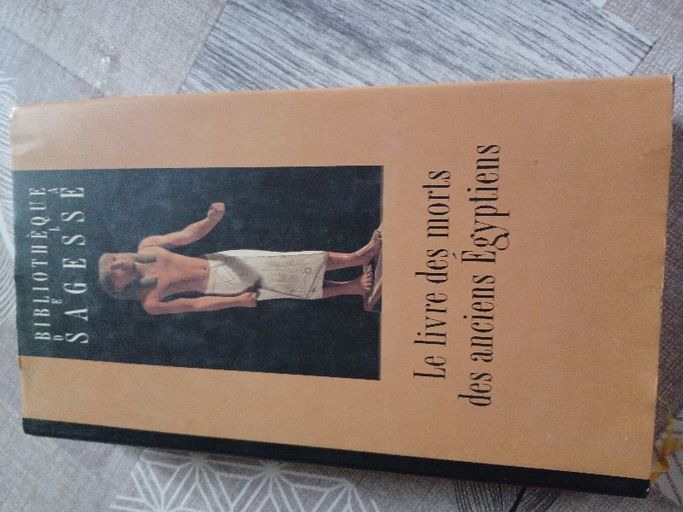 BIBLIOTHÈQUE
DE LA
SAGESSE
Le livre des morts
des anciens Égyptiens